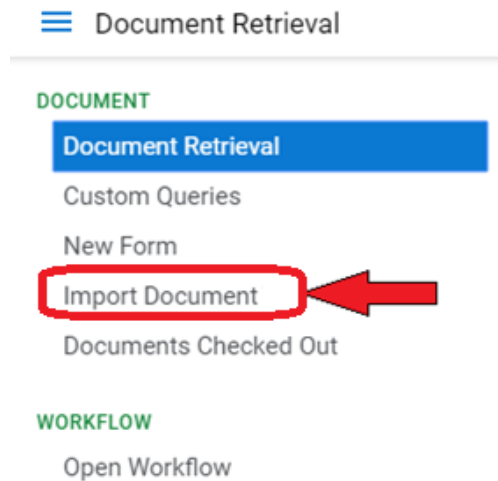 Document Retrieval
DOCUMENT
Document Retrieval
Custom Queries
New Form
Import Document
Documents Checked Out
WORKFLOW
Open Workflow